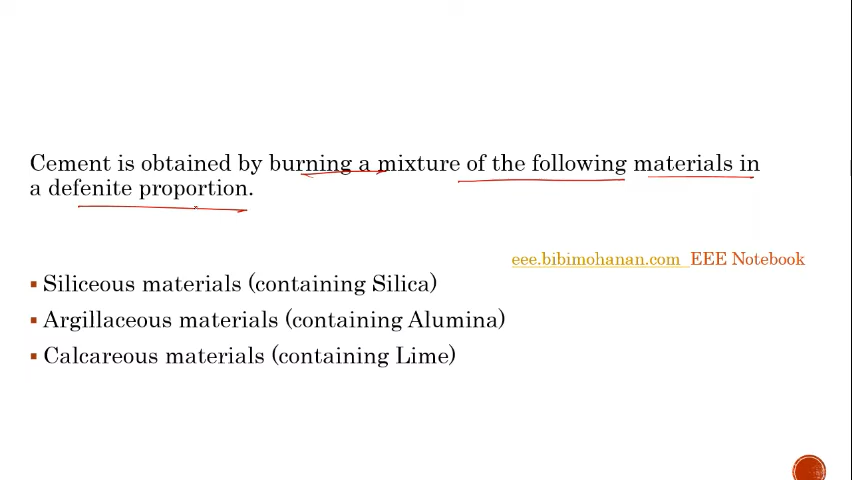 Cement is obtained by burning a mixture of the following materials in
a defenite proportion.
eee.bibimohanan.com EEE Notebook
▪ Siliceous materials (containing Silica)
▪ Argillaceous materials (containing Alumina)
▪ Calcareous materials (containing Lime)